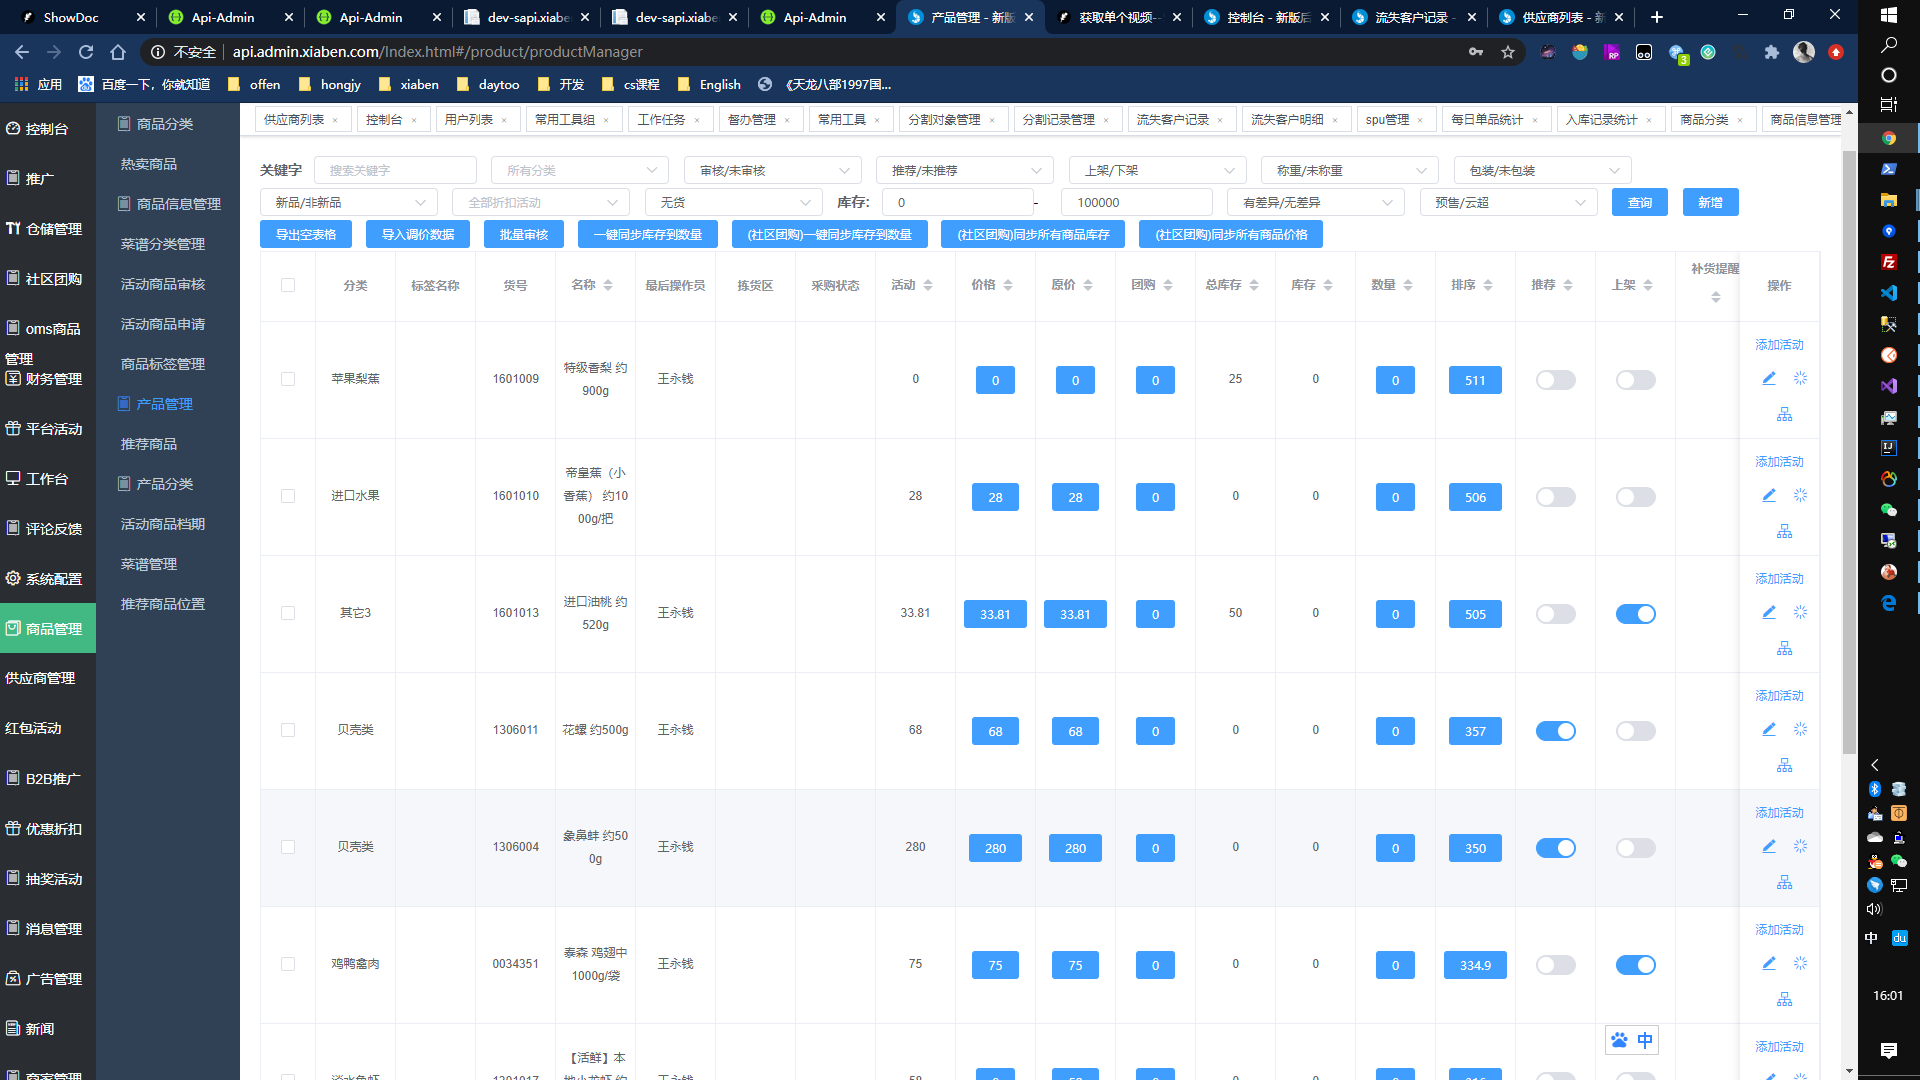 ShowDoc
Api-Admin
Api-Admin
dev-sapi.xiabe
dev-sapi.xiabe
Api-Admin
产品管理 - 新版
获取单个视频--
控制台 - 新版后
流失客户记录 -
供应商列表 - 新
不安全
api.admin.xiaben.com/Index.html#/product/productManager
应用
百度一下，你就知道
offen
hongjy
xiaben
daytoo
开发
cs课程
English
《天龙八部1997国...
控制台
推广
仓储管理
社区团购
oms商品
管理
财务管理
平台活动
工作台
评论反馈
系统配置
商品管理
供应商管理
红包活动
B2B推广
优惠折扣
抽奖活动
消息管理
广告管理
新闻
商家管理
商品分类
热卖商品
商品信息管理
菜谱分类管理
活动商品审核
活动商品申请
商品标签管理
产品管理
推荐商品
产品分类
活动商品档期
菜谱管理
推荐商品位置
供应商列表
控制台
用户列表
常用工具组
工作任务
督办管理
常用工具
分割对象管理
分割记录管理
流失客户记录
流失客户明细
spu管理
每日单品统计
入库记录统计
商品分类
商品信息管理
关键字 搜索关键字 所有分类 审核/未审核 推荐/未推荐 上架/下架 称重/未称重 包装/未包装
新品/非新品 全部折扣活动 无货 库存: 0 - 100000 有差异/无差异 预售/云超 查询 新增
导出空表格 导入调价数据 批量审核 一键同步库存到数量 (社区团购)一键同步库存到数量 (社区团购)同步所有商品库存 (社区团购)同步所有商品价格
分类 标签名称 货号 名称 最后操作员 拣货区 采购状态 活动 价格 原价 团购 总库存 库存 数量 排序 推荐 上架 补货提醒 操作
苹果梨蕉 1601009 特级香梨 约900g 王永钱 0 0 0 0 25 0 0 511 添加活动
进口水果 1601010 帝皇蕉（小香蕉） 约1000g/把 28 28 28 0 0 0 0 506 添加活动
其它3 1601013 进口油桃 约520g 王永钱 33.81 33.81 33.81 0 50 0 0 505 添加活动
贝壳类 1306011 花螺 约500g 王永钱 68 68 68 0 0 0 0 357 添加活动
贝壳类 1306004 象鼻蚌 约500g 王永钱 280 280 280 0 0 0 0 350 添加活动
鸡鸭禽肉 0034351 泰森 鸡翅中 1000g/袋 王永钱 75 75 75 0 0 0 0 334.9 添加活动
【活鲜】本 添加活动
中
3
中
du
16:01